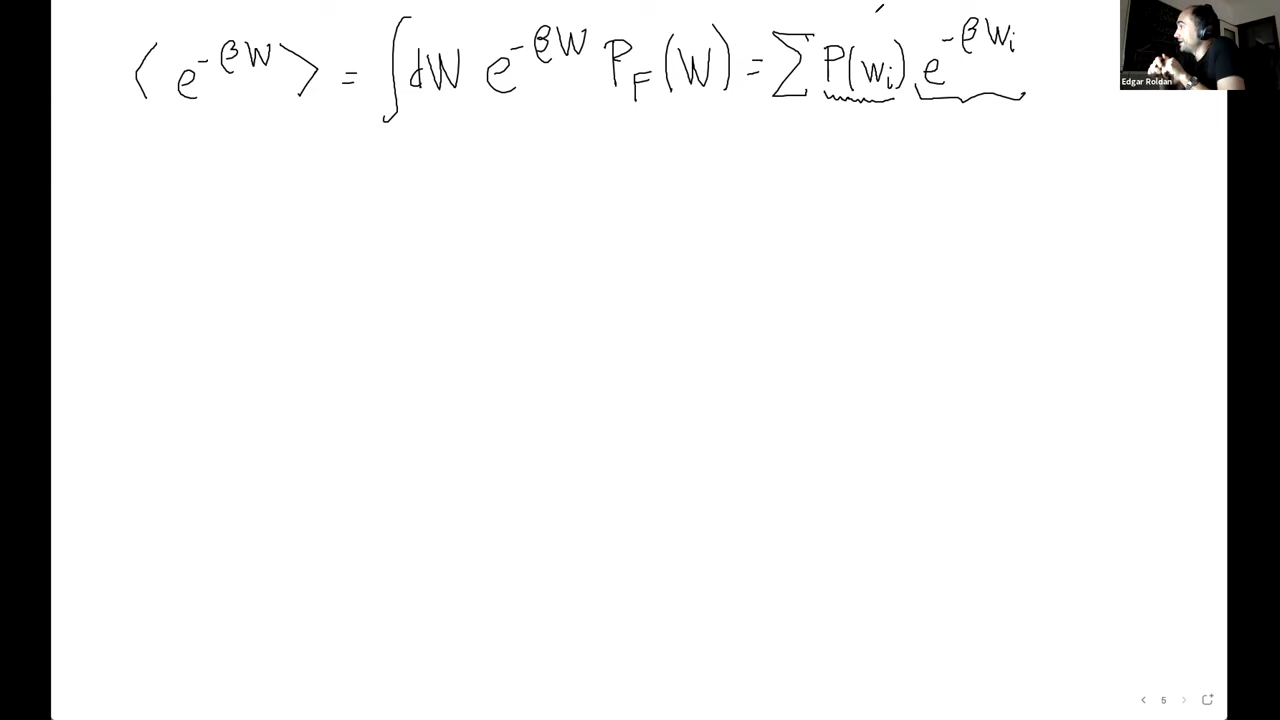 ⟨ e^{-βW} ⟩ = ∫ dW e^{-βW} P_F(W) = Σ P(w_i) e^{-βW_i}
Edgar Roldan
5